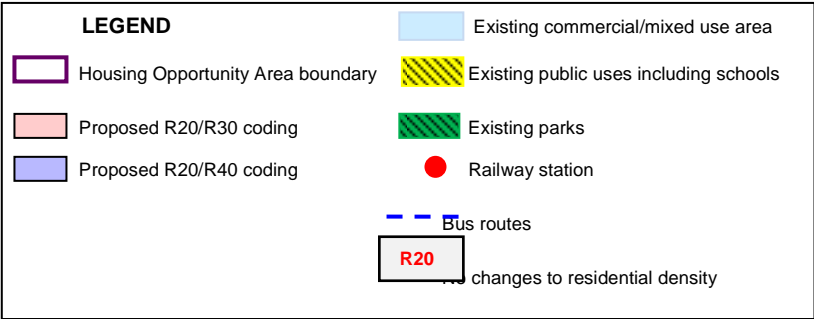 LEGEND
Housing Opportunity Area boundary
Proposed R20/R30 coding
Proposed R20/R40 coding
Existing commercial/mixed use area
Existing public uses including schools
Existing parks
Railway station
Bus routes
R20
No changes to residential density